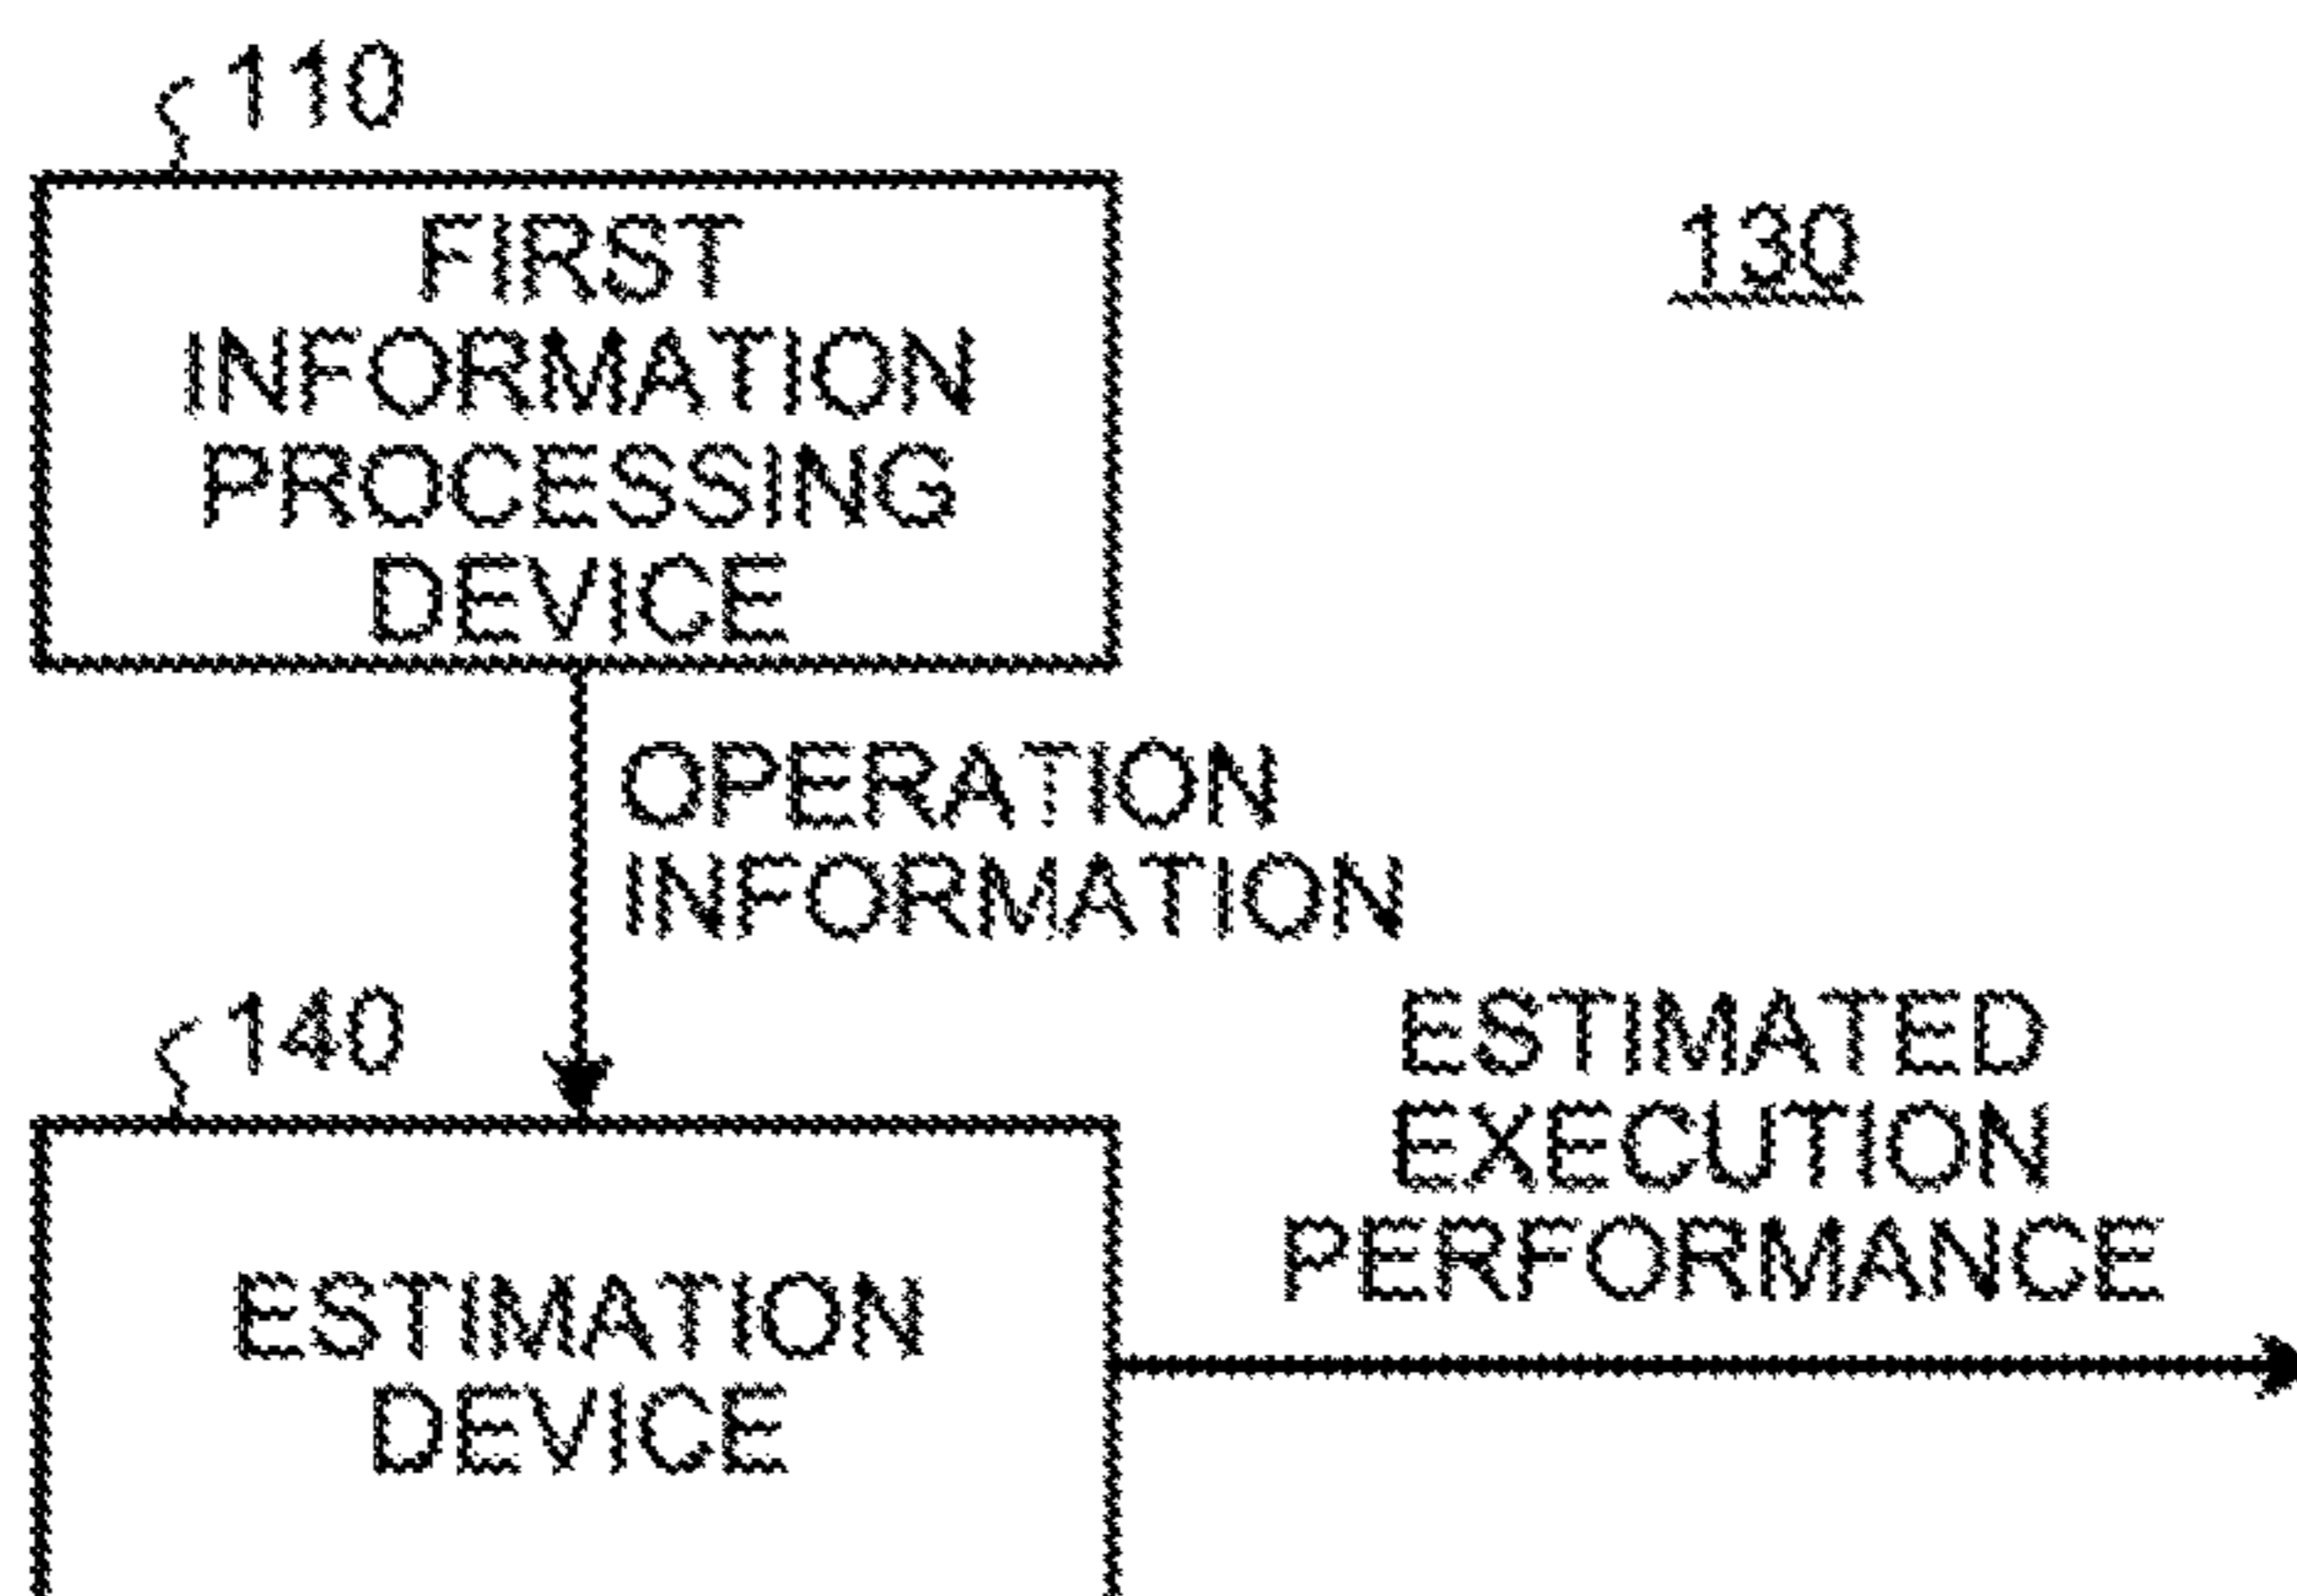 110
130
FIRST
INFORMATION
PROCESSING
DEVICE
OPERATION
INFORMATION
140
ESTIMATED
EXECUTION
PERFORMANCE
ESTIMATION
DEVICE